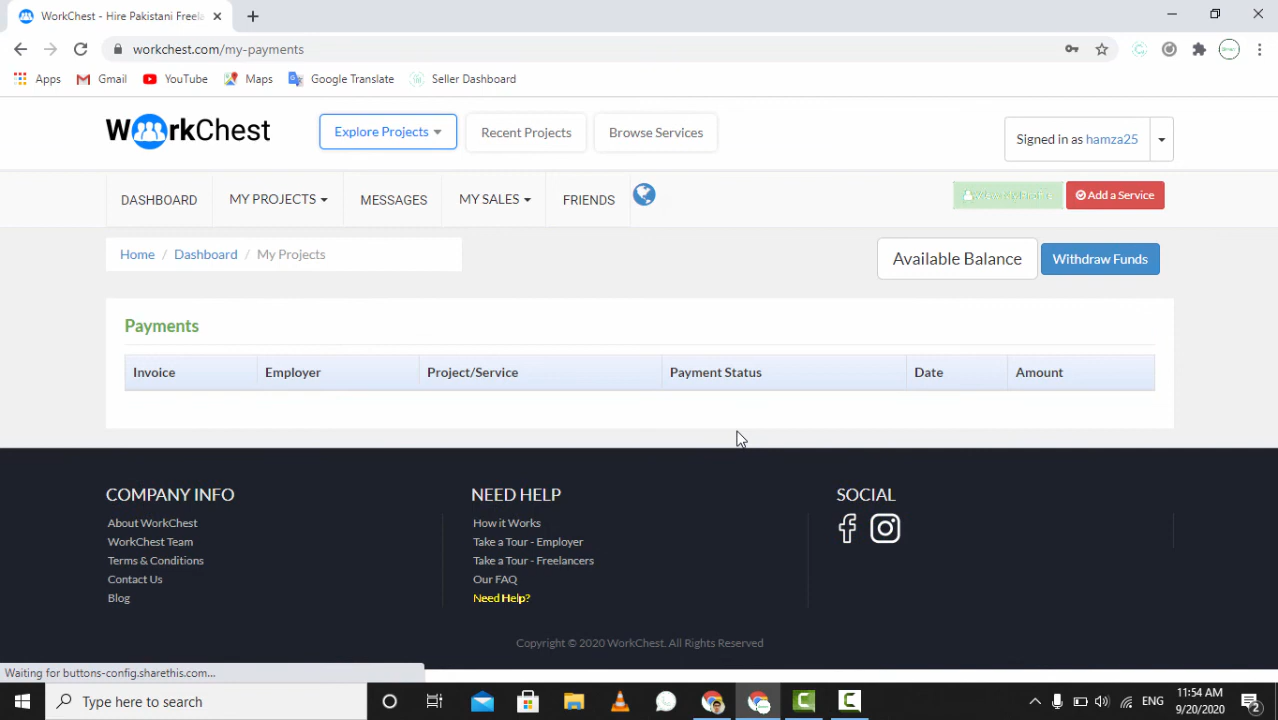 WorkChest - Hire Pakistani Freela
workchest.com/my-payments
Apps Gmail YouTube Maps Google Translate Seller Dashboard
WorkChest
Explore Projects Recent Projects Browse Services
Signed in as hamza25
DASHBOARD MY PROJECTS MESSAGES MY SALES FRIENDS
Add a Service
Home / Dashboard / My Projects
Available Balance Withdraw Funds
Payments
Invoice Employer Project/Service Payment Status Date Amount
COMPANY INFO
About WorkChest
WorkChest Team
Terms & Conditions
Contact Us
Blog
NEED HELP
How it Works
Take a Tour - Employer
Take a Tour - Freelancers
Our FAQ
Need Help?
SOCIAL
Copyright © 2020 WorkChest. All Rights Reserved
Waiting for buttons-config.sharethis.com...
Type here to search
ENG
11:54 AM
9/20/2020
2